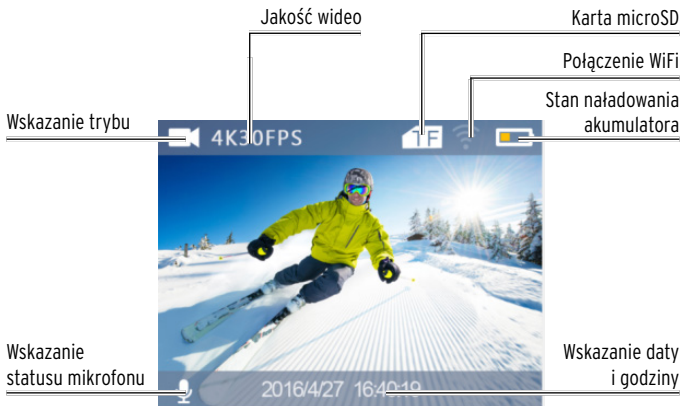 Jakość wideo
Karta microSD
Połączenie WiFi
Stan naładowania
akumulatora
Wskazanie trybu
4K30FPS
TF
Wskazanie
statusu mikrofonu
2016/4/27 16:40:19
Wskazanie daty
i godziny